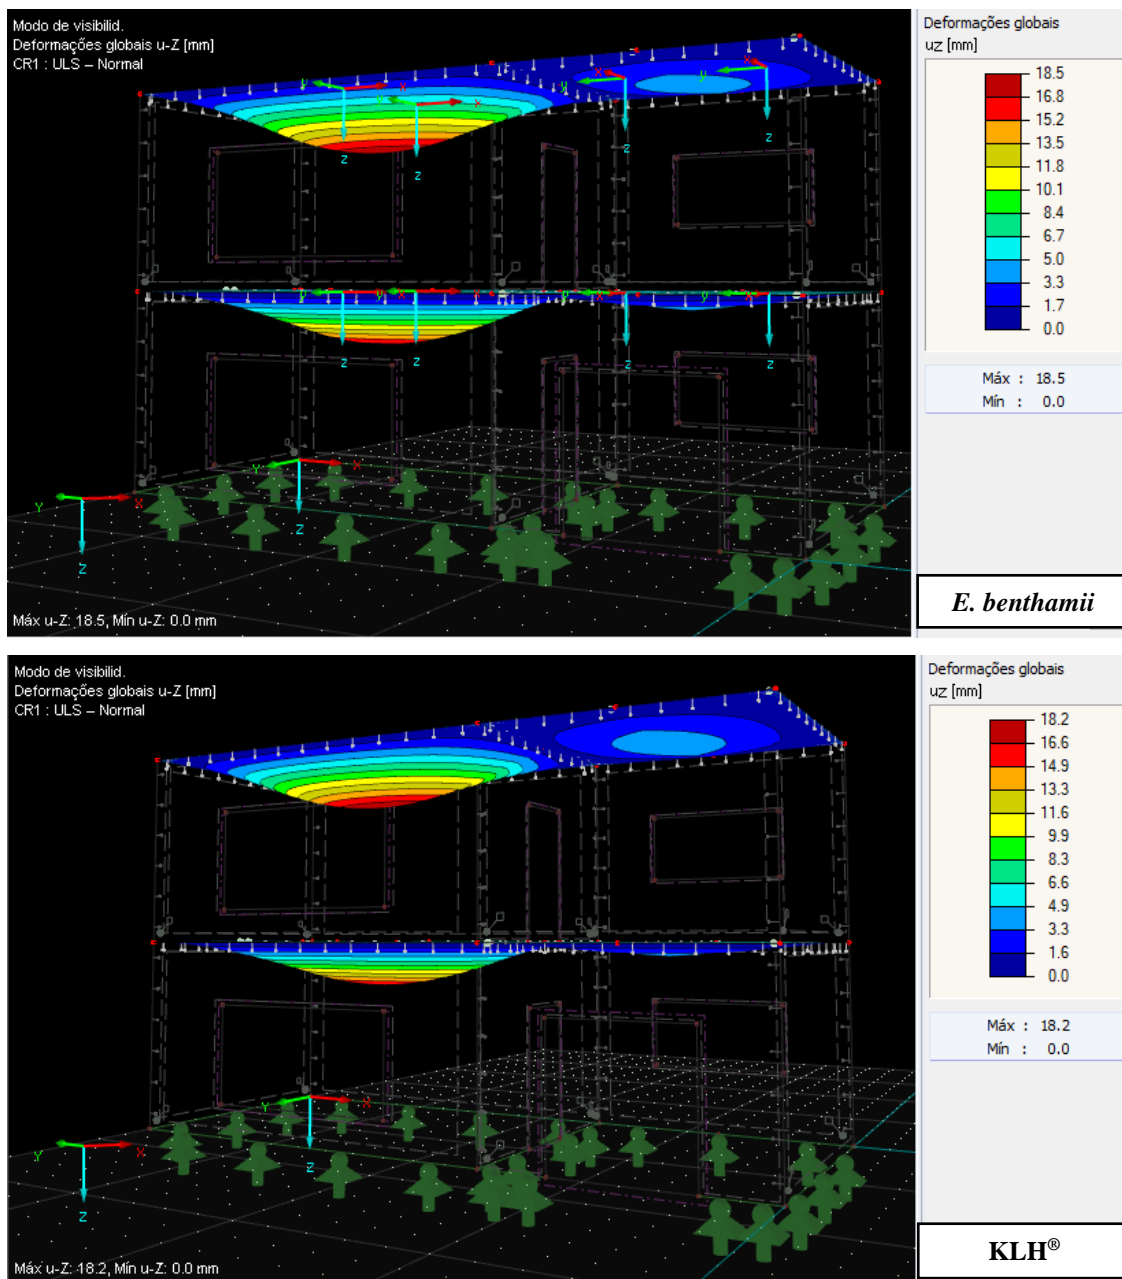 Modo de visibilid.
Deformações globais u-Z [mm]
CR1 : ULS – Normal
y
x
y
x
z
z
x
y
z
x
y
z
y
x
y
x
z
z
y
x
z
y
x
z
Y
X
Z
Y
X
Z
Máx u-Z: 18.5, Mín u-Z: 0.0 mm
Deformações globais
uZ [mm]
18.5
16.8
15.2
13.5
11.8
10.1
8.4
6.7
5.0
3.3
1.7
0.0
Máx : 18.5
Mín : 0.0
E. benthamii
Modo de visibilid.
Deformações globais u-Z [mm]
CR1 : ULS – Normal
Y
X
Z
Y
X
Z
Máx u-Z: 18.2, Mín u-Z: 0.0 mm
Deformações globais
uZ [mm]
18.2
16.6
14.9
13.3
11.6
9.9
8.3
6.6
4.9
3.3
1.6
0.0
Máx : 18.2
Mín : 0.0
KLH®